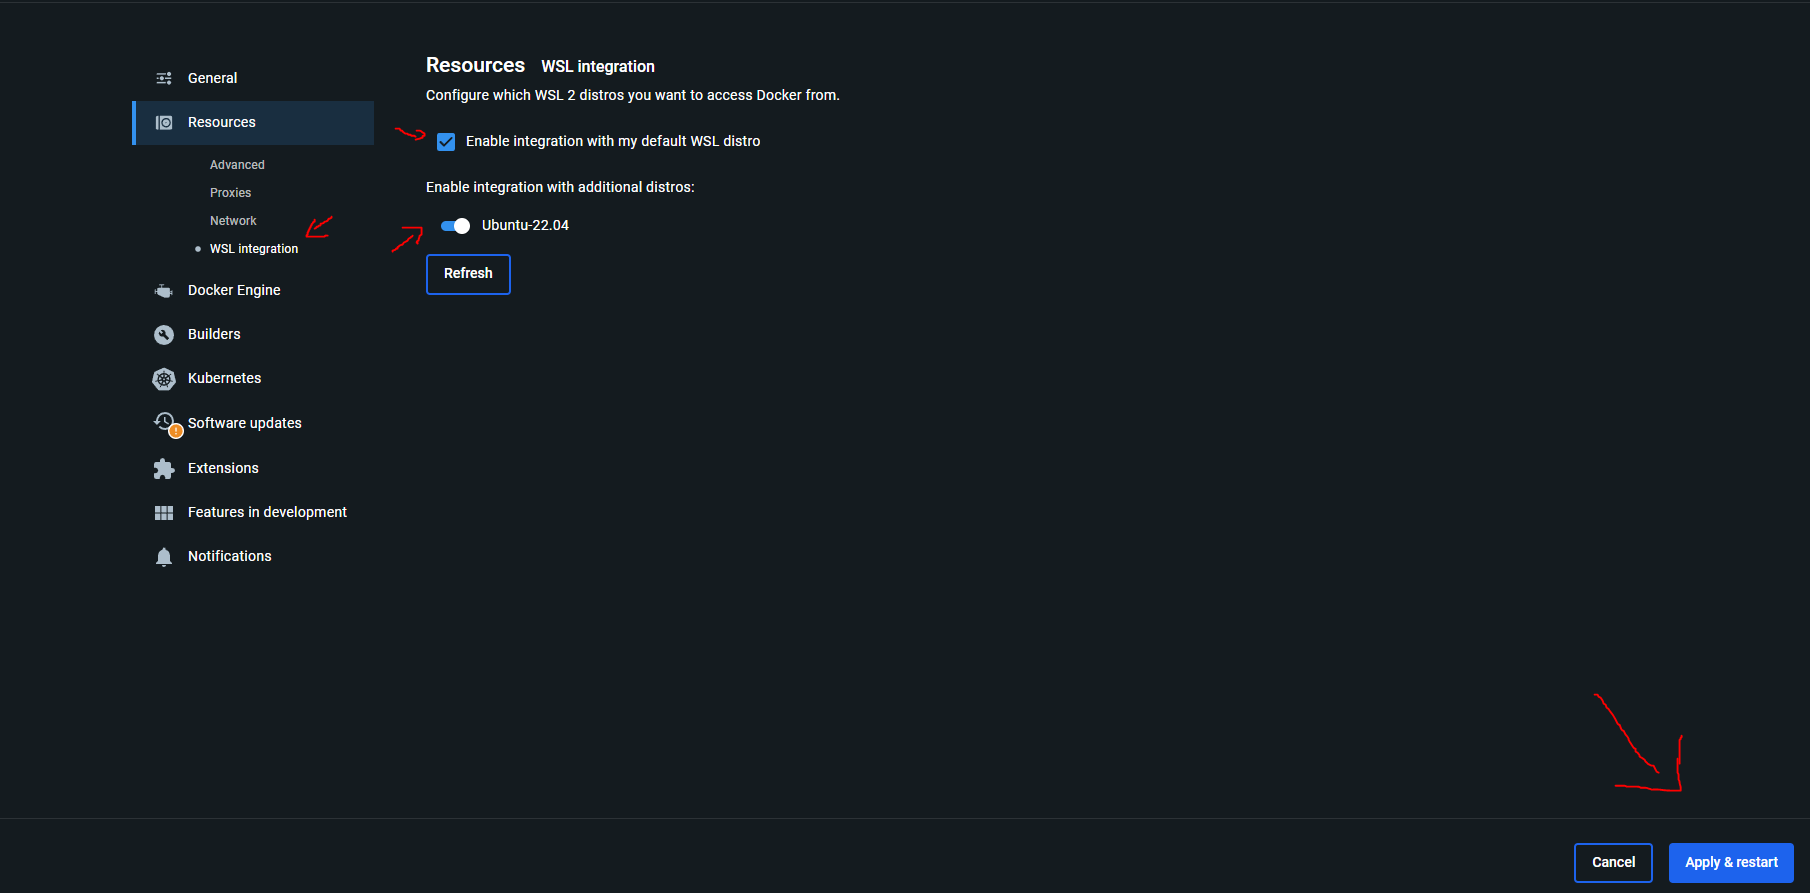 General
Resources
Advanced
Proxies
Network
WSL integration
Docker Engine
Builders
Kubernetes
Software updates
Extensions
Features in development
Notifications
Resources WSL integration
Configure which WSL 2 distros you want to access Docker from.
Enable integration with my default WSL distro
Enable integration with additional distros:
Ubuntu-22.04
Refresh
Cancel
Apply & restart